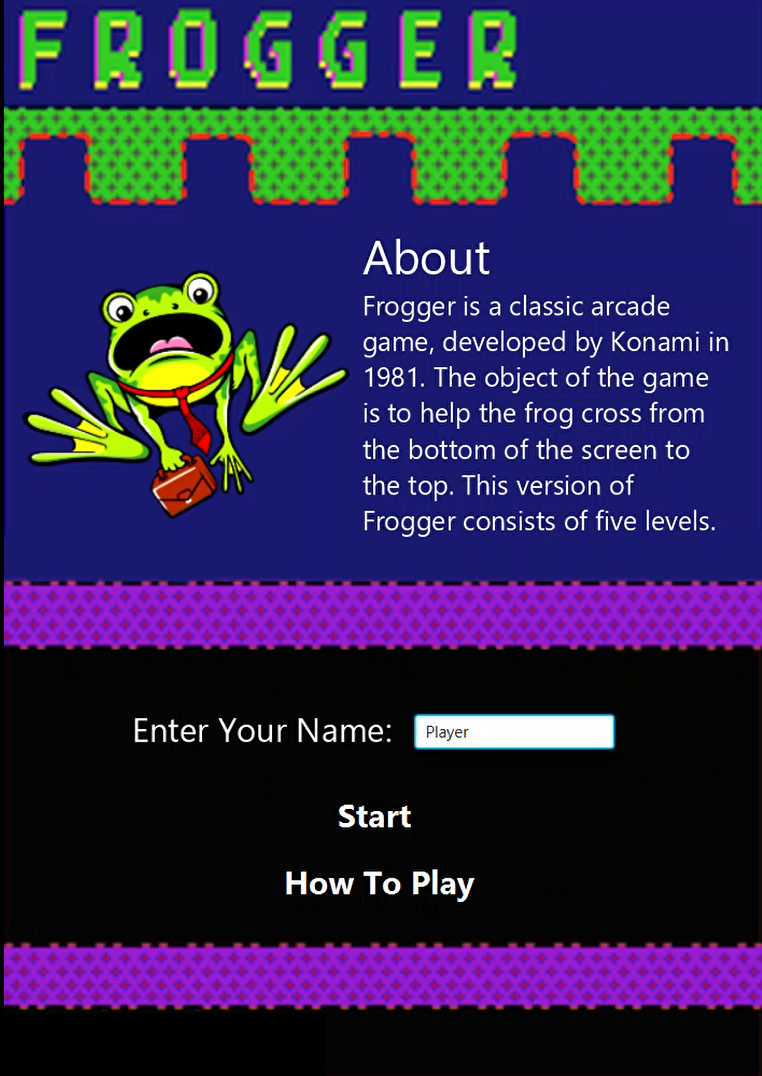 FROGGER
About
Frogger is a classic arcade
game, developed by Konami in
1981. The object of the game
is to help the frog cross from
the bottom of the screen to
the top. This version of
Frogger consists of five levels.
Enter Your Name: Player
Start
How To Play